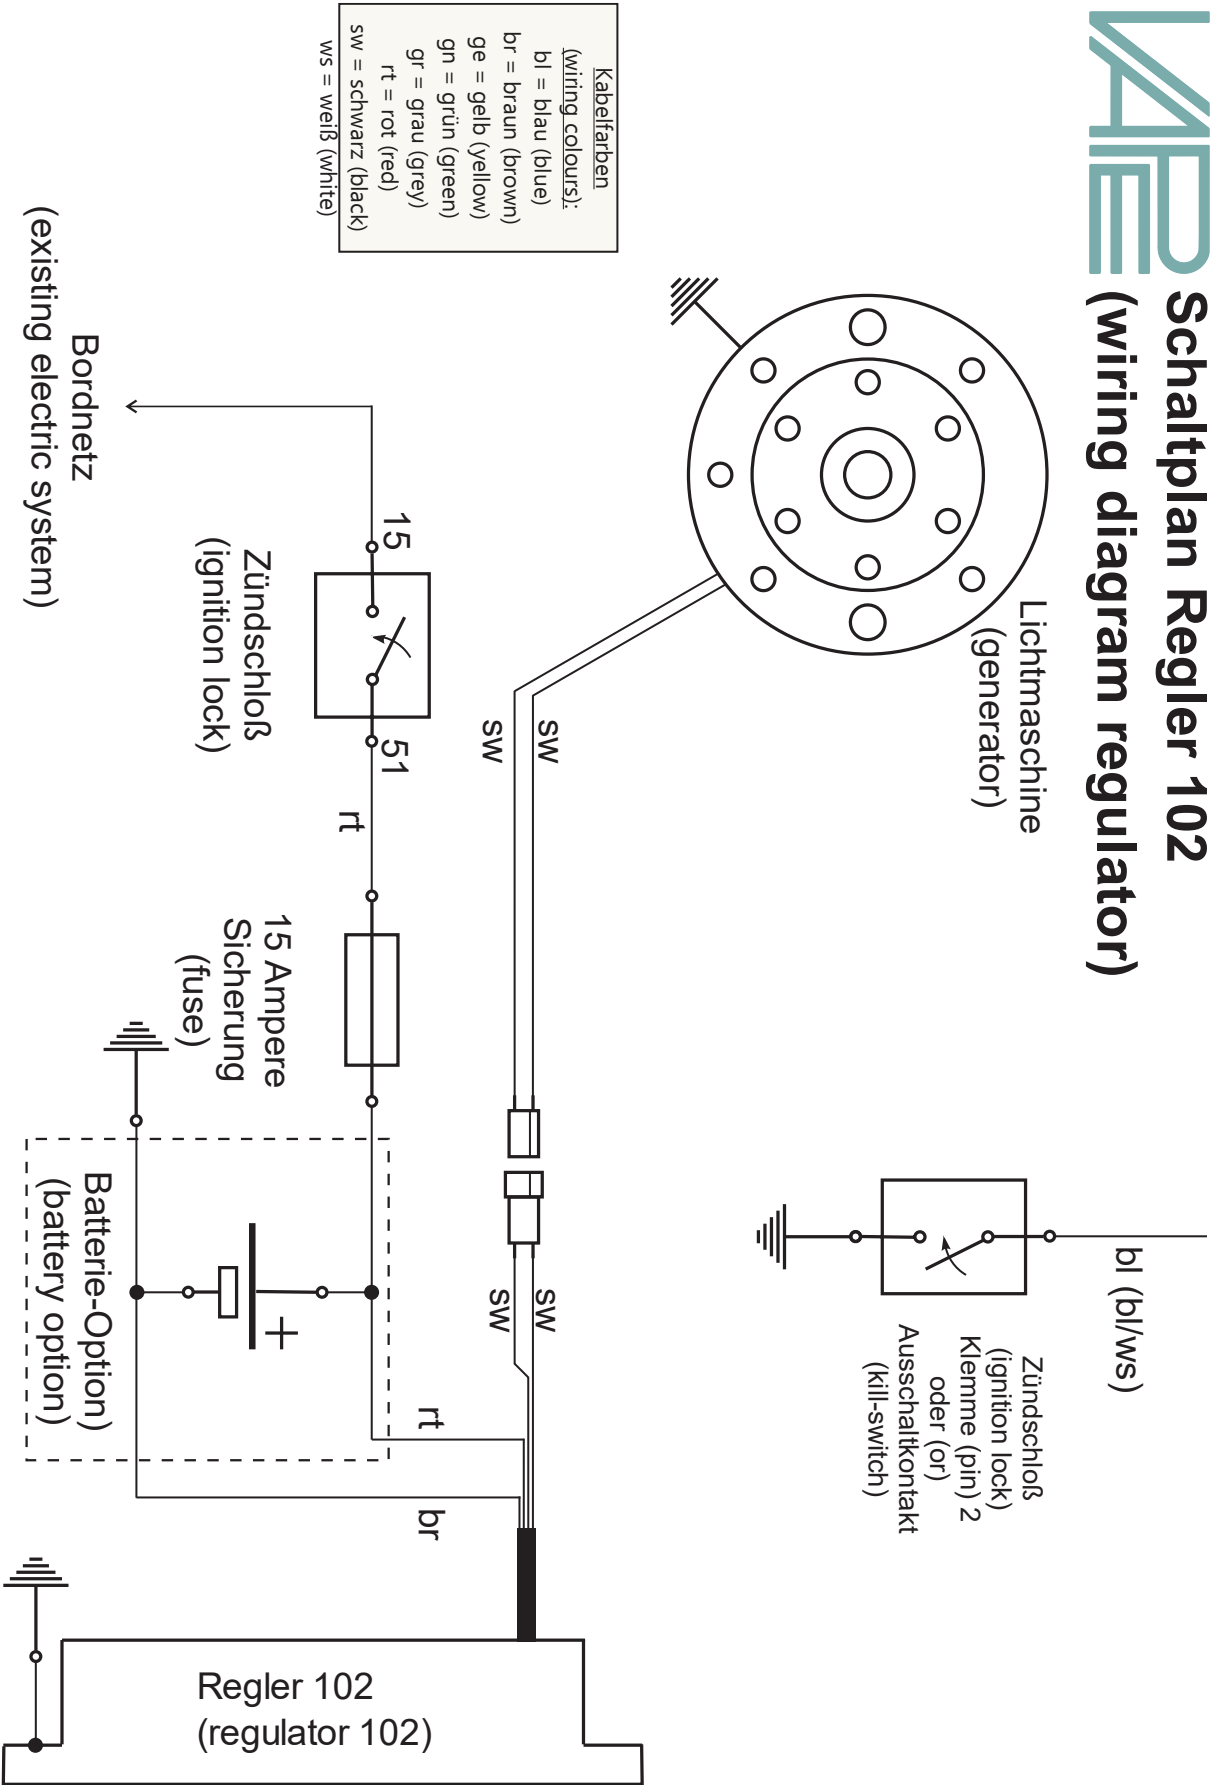 VAPE
Schaltplan Regler 102
(wiring diagram regulator)
Kabelfarben
(wiring colours):
bl = blau (blue)
br = braun (brown)
ge = gelb (yellow)
gn = grün (green)
gr = grau (grey)
rt = rot (red)
sw = schwarz (black)
ws = weiß (white)
Lichtmaschine
(generator)
bl (bl/ws)
Zündschloß
(ignition lock)
Klemme (pin) 2
oder (or)
Ausschaltkontakt
(kill-switch)
sw
sw
sw
sw
15
51
Zündschloß
(ignition lock)
rt
15 Ampere
Sicherung
(fuse)
Bordnetz
(existing electric system)
+
Batterie-Option)
(battery option)
rt
br
Regler 102
(regulator 102)